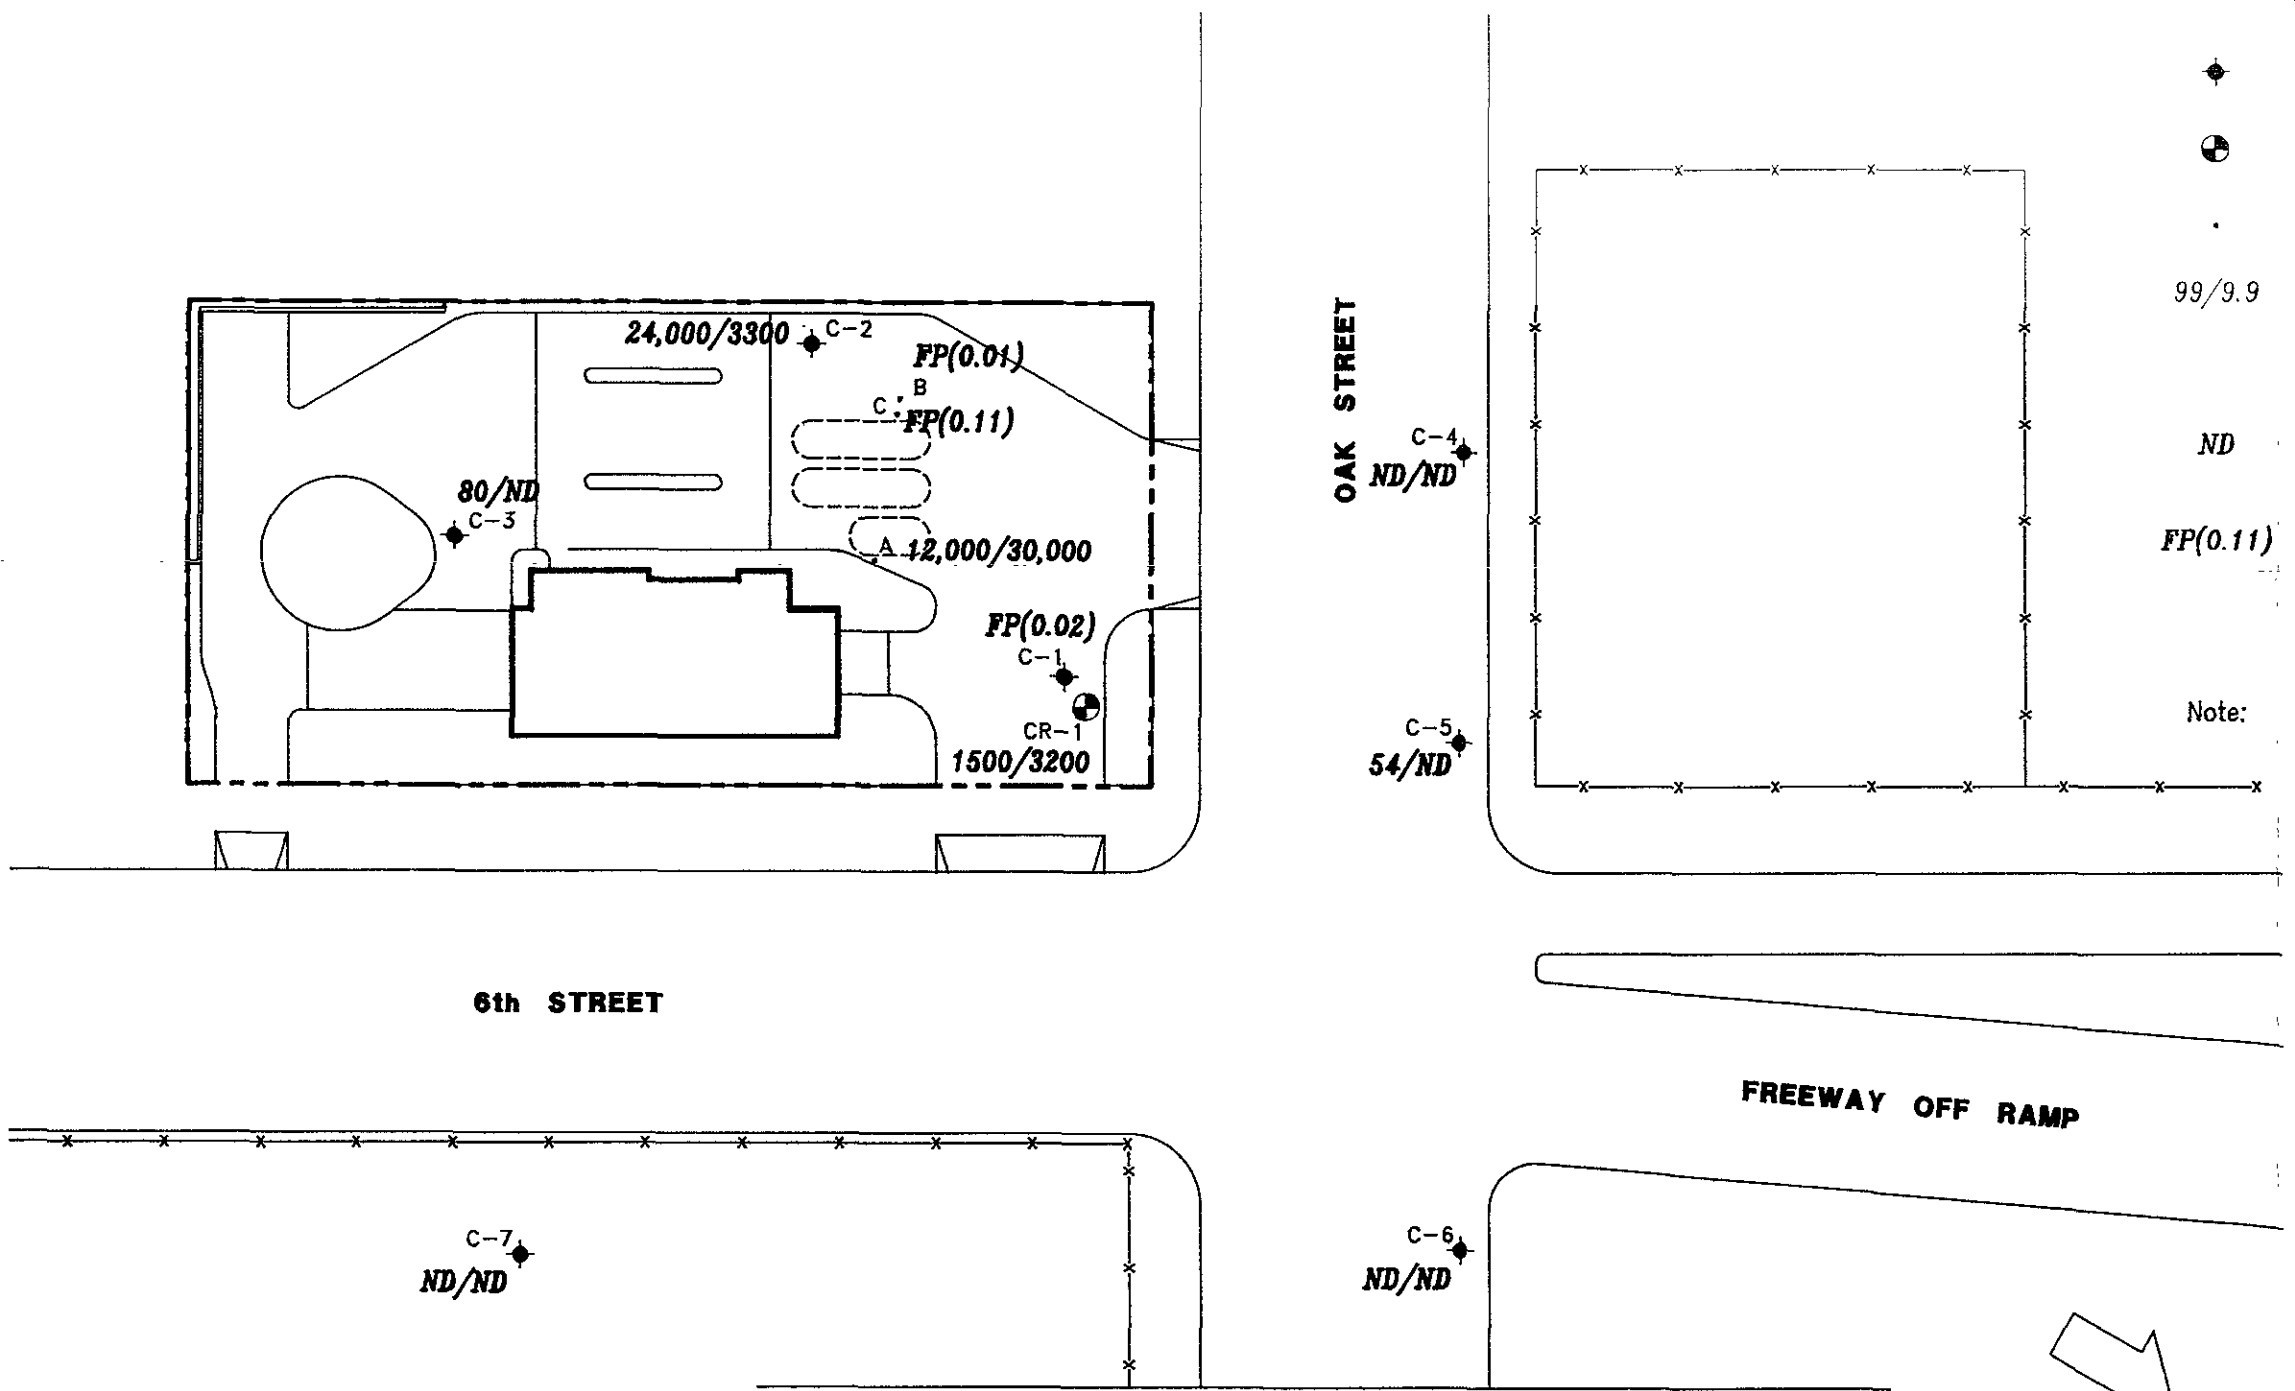 99/9.9
OAK STREET
24,000/3300
C-2
FP(0.01)
B
C
FP(0.11)
C-4
ND/ND
ND
80/ND
C-3
A
12,000/30,000
FP(0.11)
FP(0.02)
C-1
CR-1
1500/3200
C-5
54/ND
Note:
6th STREET
FREEWAY OFF RAMP
C-7
ND/ND
C-6
ND/ND